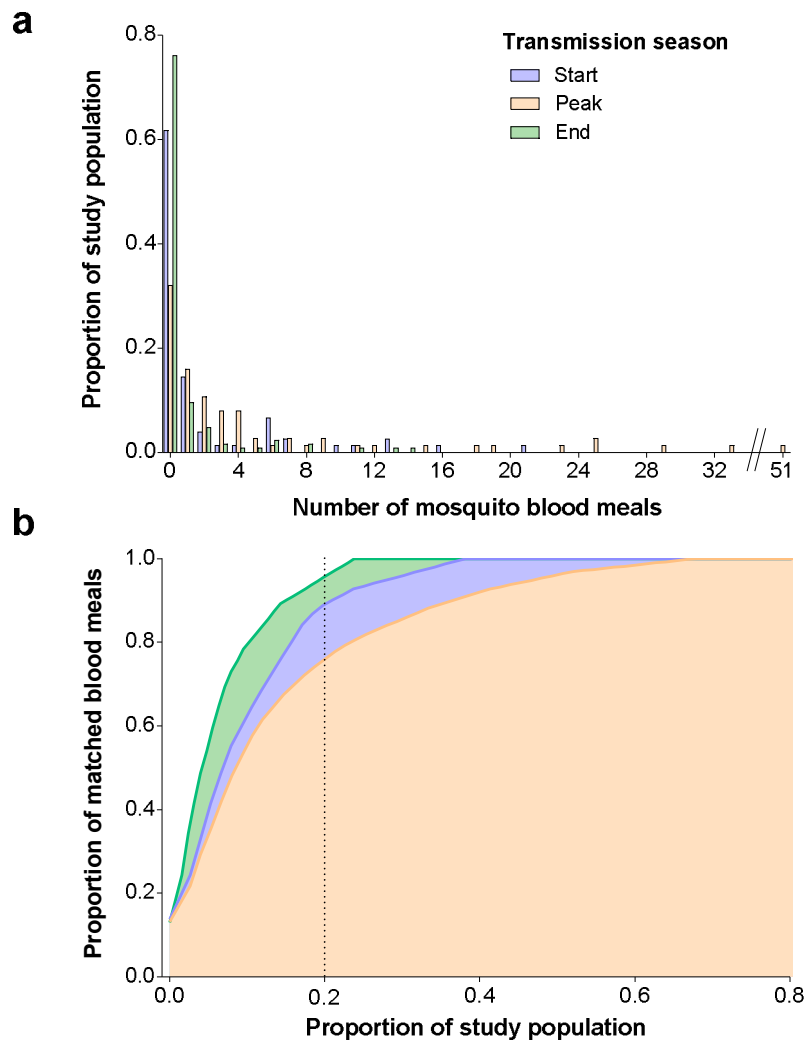 a
Transmission season
Start
Peak
End
Proportion of study population
0.8
0.6
0.4
0.2
0.0
0 4 8 12 16 20 24 28 32 51
Number of mosquito blood meals
b
Proportion of matched blood meals
1.0
0.8
0.6
0.4
0.2
0.0
0.0 0.2 0.4 0.6 0.8
Proportion of study population